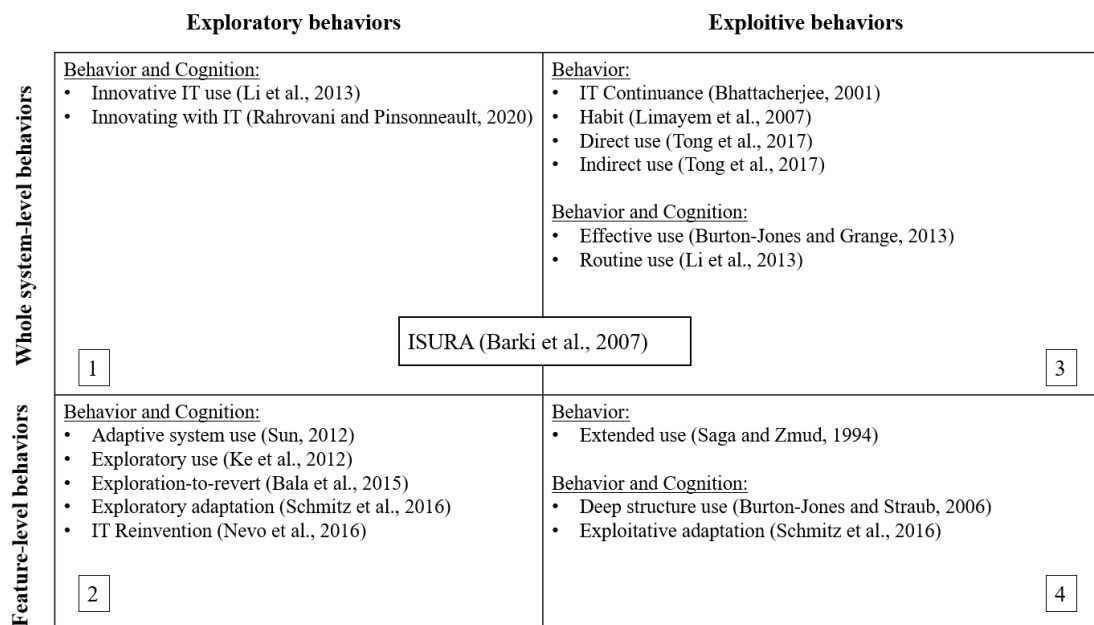 Exploratory behaviors
Exploitive behaviors
Whole system-level behaviors
Behavior and Cognition:
• Innovative IT use (Li et al., 2013)
• Innovating with IT (Rahrovani and Pinsonneault, 2020)
1
Behavior:
• IT Continuance (Bhattacherjee, 2001)
• Habit (Limayem et al., 2007)
• Direct use (Tong et al., 2017)
• Indirect use (Tong et al., 2017)
Behavior and Cognition:
• Effective use (Burton-Jones and Grange, 2013)
• Routine use (Li et al., 2013)
3
ISURA (Barki et al., 2007)
Feature-level behaviors
Behavior and Cognition:
• Adaptive system use (Sun, 2012)
• Exploratory use (Ke et al., 2012)
• Exploration-to-revert (Bala et al., 2015)
• Exploratory adaptation (Schmitz et al., 2016)
• IT Reinvention (Nevo et al., 2016)
2
Behavior:
• Extended use (Saga and Zmud, 1994)
Behavior and Cognition:
• Deep structure use (Burton-Jones and Straub, 2006)
• Exploitative adaptation (Schmitz et al., 2016)
4